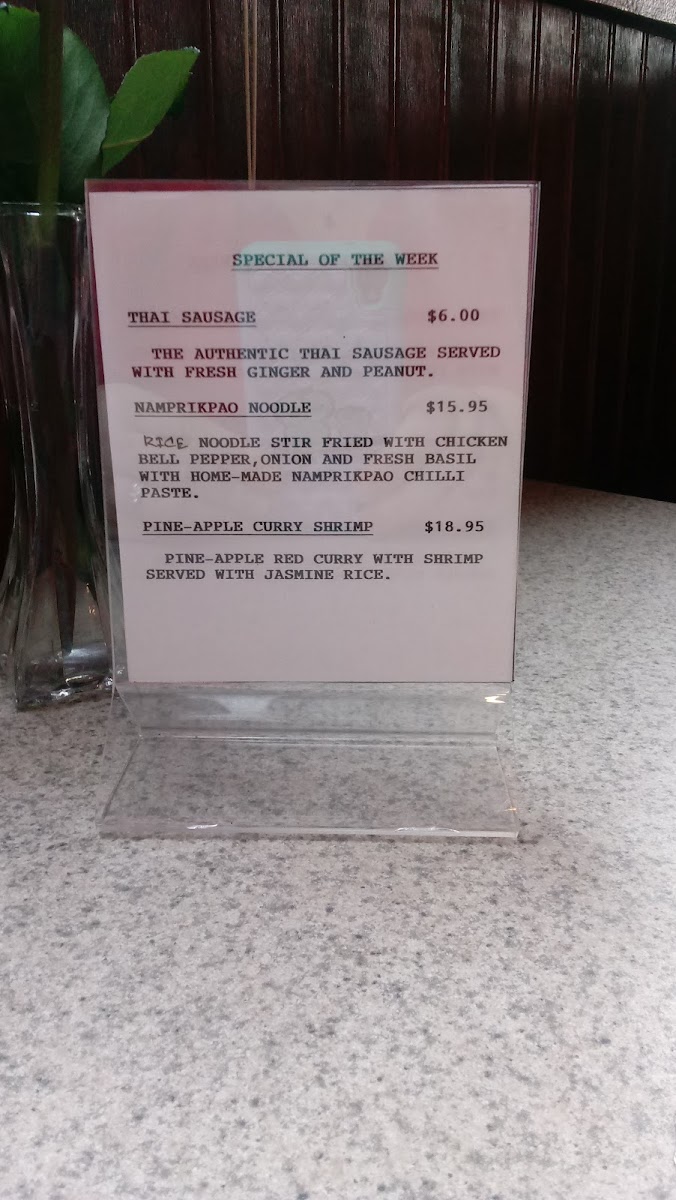 SPECIAL OF THE WEEK
THAI SAUSAGE $6.00
THE AUTHENTIC THAI SAUSAGE SERVED
WITH FRESH GINGER AND PEANUT.
NAMPRIKPAO NOODLE $15.95
RICE NOODLE STIR FRIED WITH CHICKEN
BELL PEPPER,ONION AND FRESH BASIL
WITH HOME-MADE NAMPRIKPAO CHILLI
PASTE.
PINE-APPLE CURRY SHRIMP $18.95
PINE-APPLE RED CURRY WITH SHRIMP
SERVED WITH JASMINE RICE.